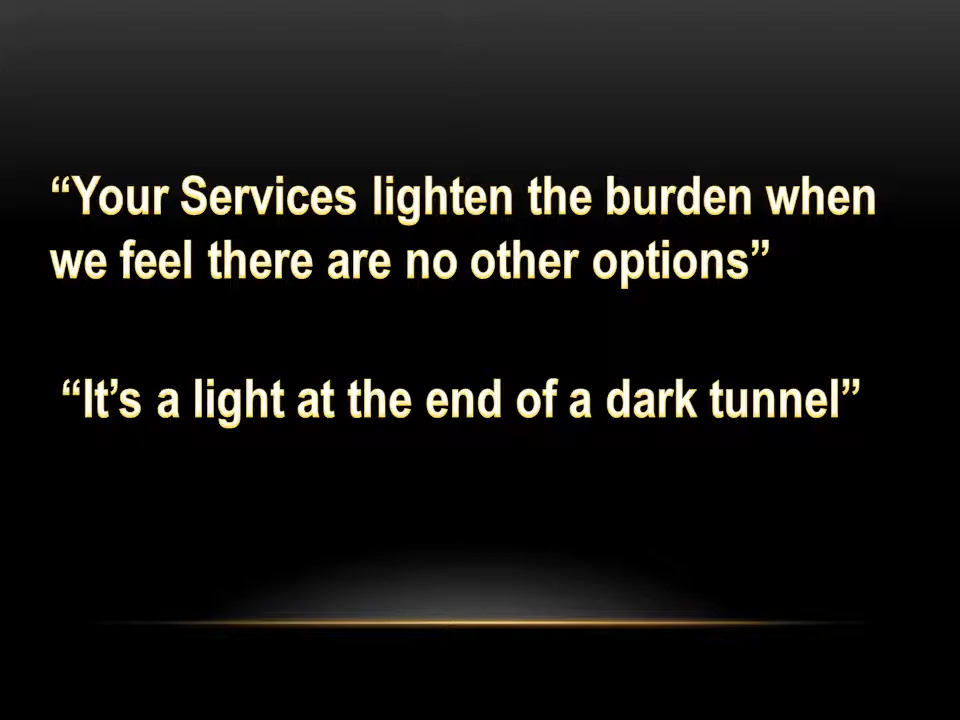 “Your Services lighten the burden when
we feel there are no other options”
“It’s a light at the end of a dark tunnel”